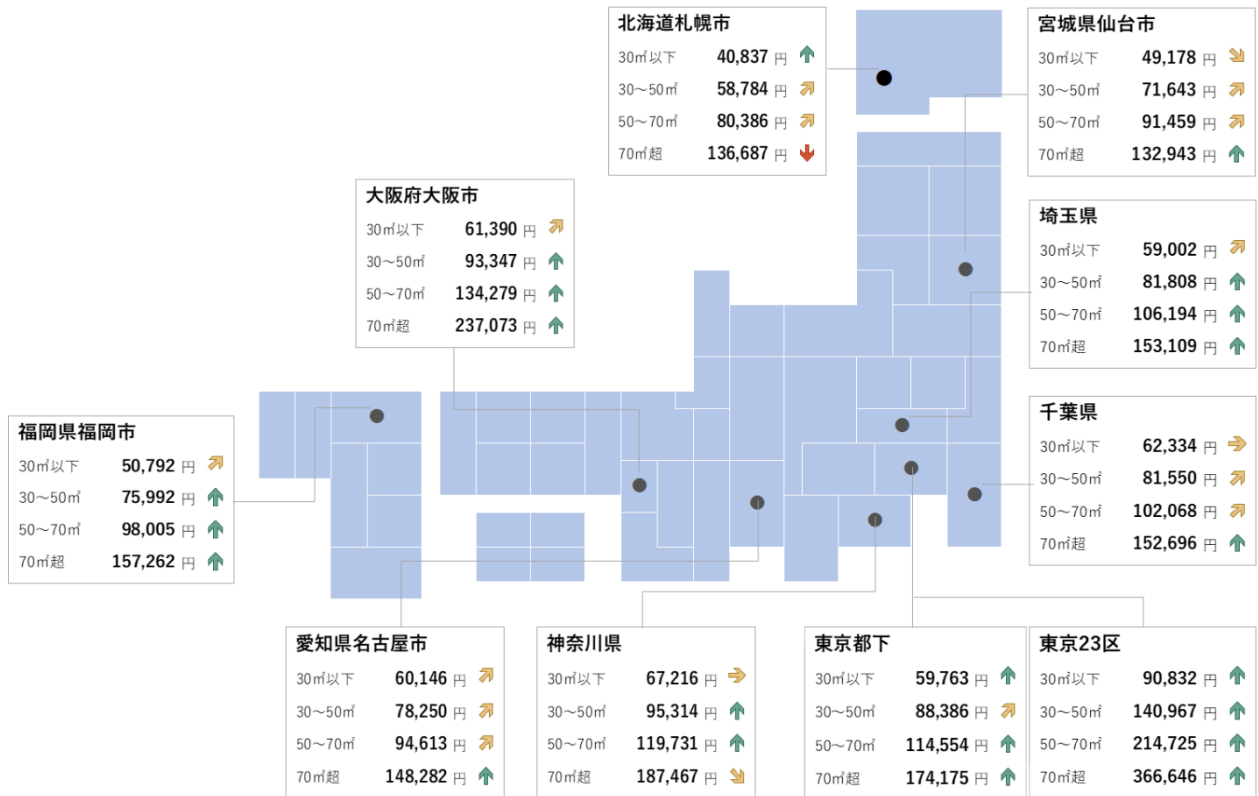 北海道札幌市
30㎡以下 40,837 円
30～50㎡ 58,784 円
50～70㎡ 80,386 円
70㎡超 136,687 円
宮城県仙台市
30㎡以下 49,178 円
30～50㎡ 71,643 円
50～70㎡ 91,459 円
70㎡超 132,943 円
大阪府大阪市
30㎡以下 61,390 円
30～50㎡ 93,347 円
50～70㎡ 134,279 円
70㎡超 237,073 円
埼玉県
30㎡以下 59,002 円
30～50㎡ 81,808 円
50～70㎡ 106,194 円
70㎡超 153,109 円
福岡県福岡市
30㎡以下 50,792 円
30～50㎡ 75,992 円
50～70㎡ 98,005 円
70㎡超 157,262 円
千葉県
30㎡以下 62,334 円
30～50㎡ 81,550 円
50～70㎡ 102,068 円
70㎡超 152,696 円
愛知県名古屋市
30㎡以下 60,146 円
30～50㎡ 78,250 円
50～70㎡ 94,613 円
70㎡超 148,282 円
神奈川県
30㎡以下 67,216 円
30～50㎡ 95,314 円
50～70㎡ 119,731 円
70㎡超 187,467 円
東京都下
30㎡以下 59,763 円
30～50㎡ 88,386 円
50～70㎡ 114,554 円
70㎡超 174,175 円
東京23区
30㎡以下 90,832 円
30～50㎡ 140,967 円
50～70㎡ 214,725 円
70㎡超 366,646 円